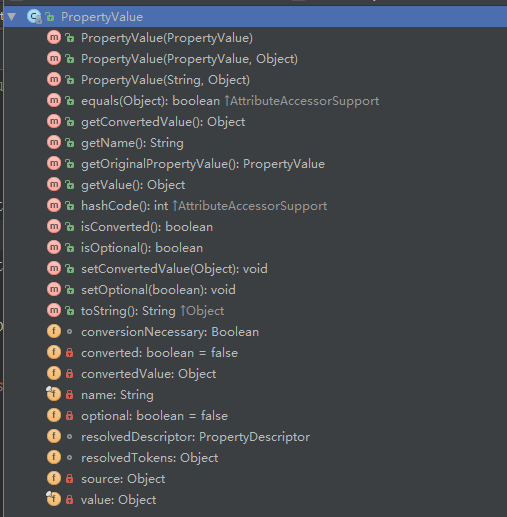 PropertyValue
PropertyValue(PropertyValue)
PropertyValue(PropertyValue, Object)
PropertyValue(String, Object)
equals(Object): boolean ↑AttributeAccessorSupport
getConvertedValue(): Object
getName(): String
getOriginalPropertyValue(): PropertyValue
getValue(): Object
hashCode(): int ↑AttributeAccessorSupport
isConverted(): boolean
isOptional(): boolean
setConvertedValue(Object): void
setOptional(boolean): void
toString(): String ↑Object
conversionNecessary: Boolean
converted: boolean = false
convertedValue: Object
name: String
optional: boolean = false
resolvedDescriptor: PropertyDescriptor
resolvedTokens: Object
source: Object
value: Object